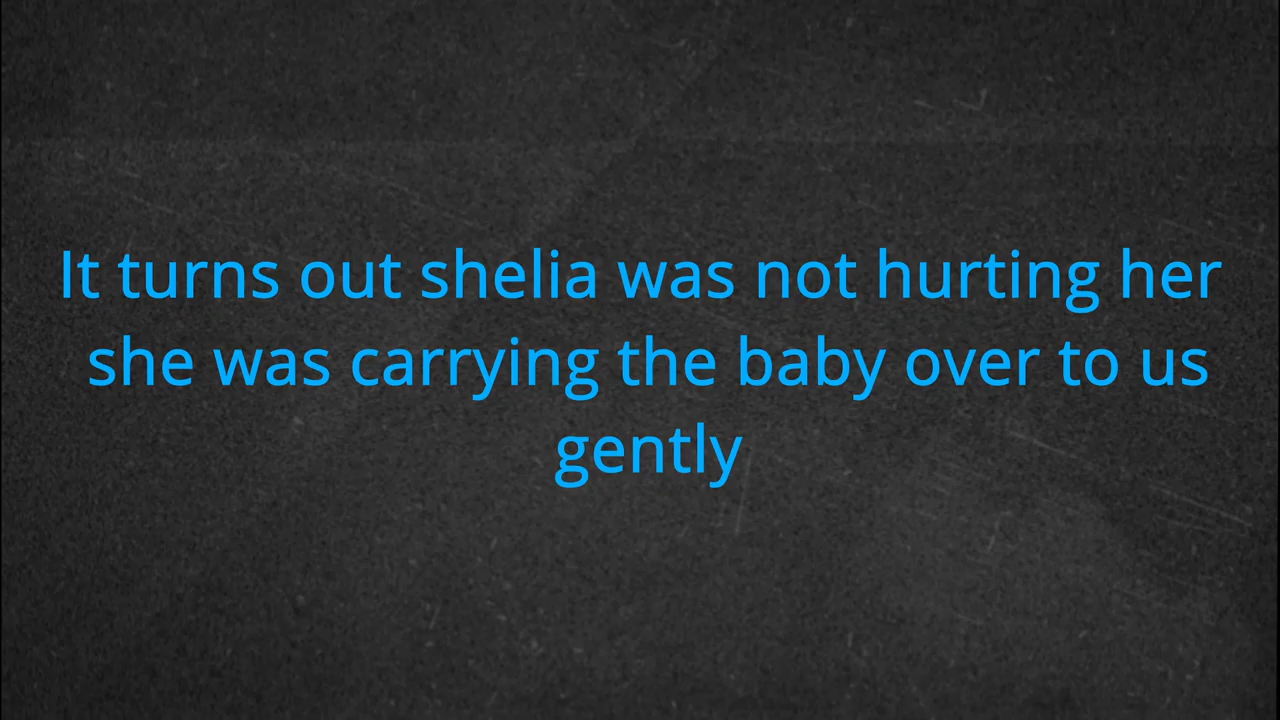 It turns out shelia was not hurting her
she was carrying the baby over to us
gently